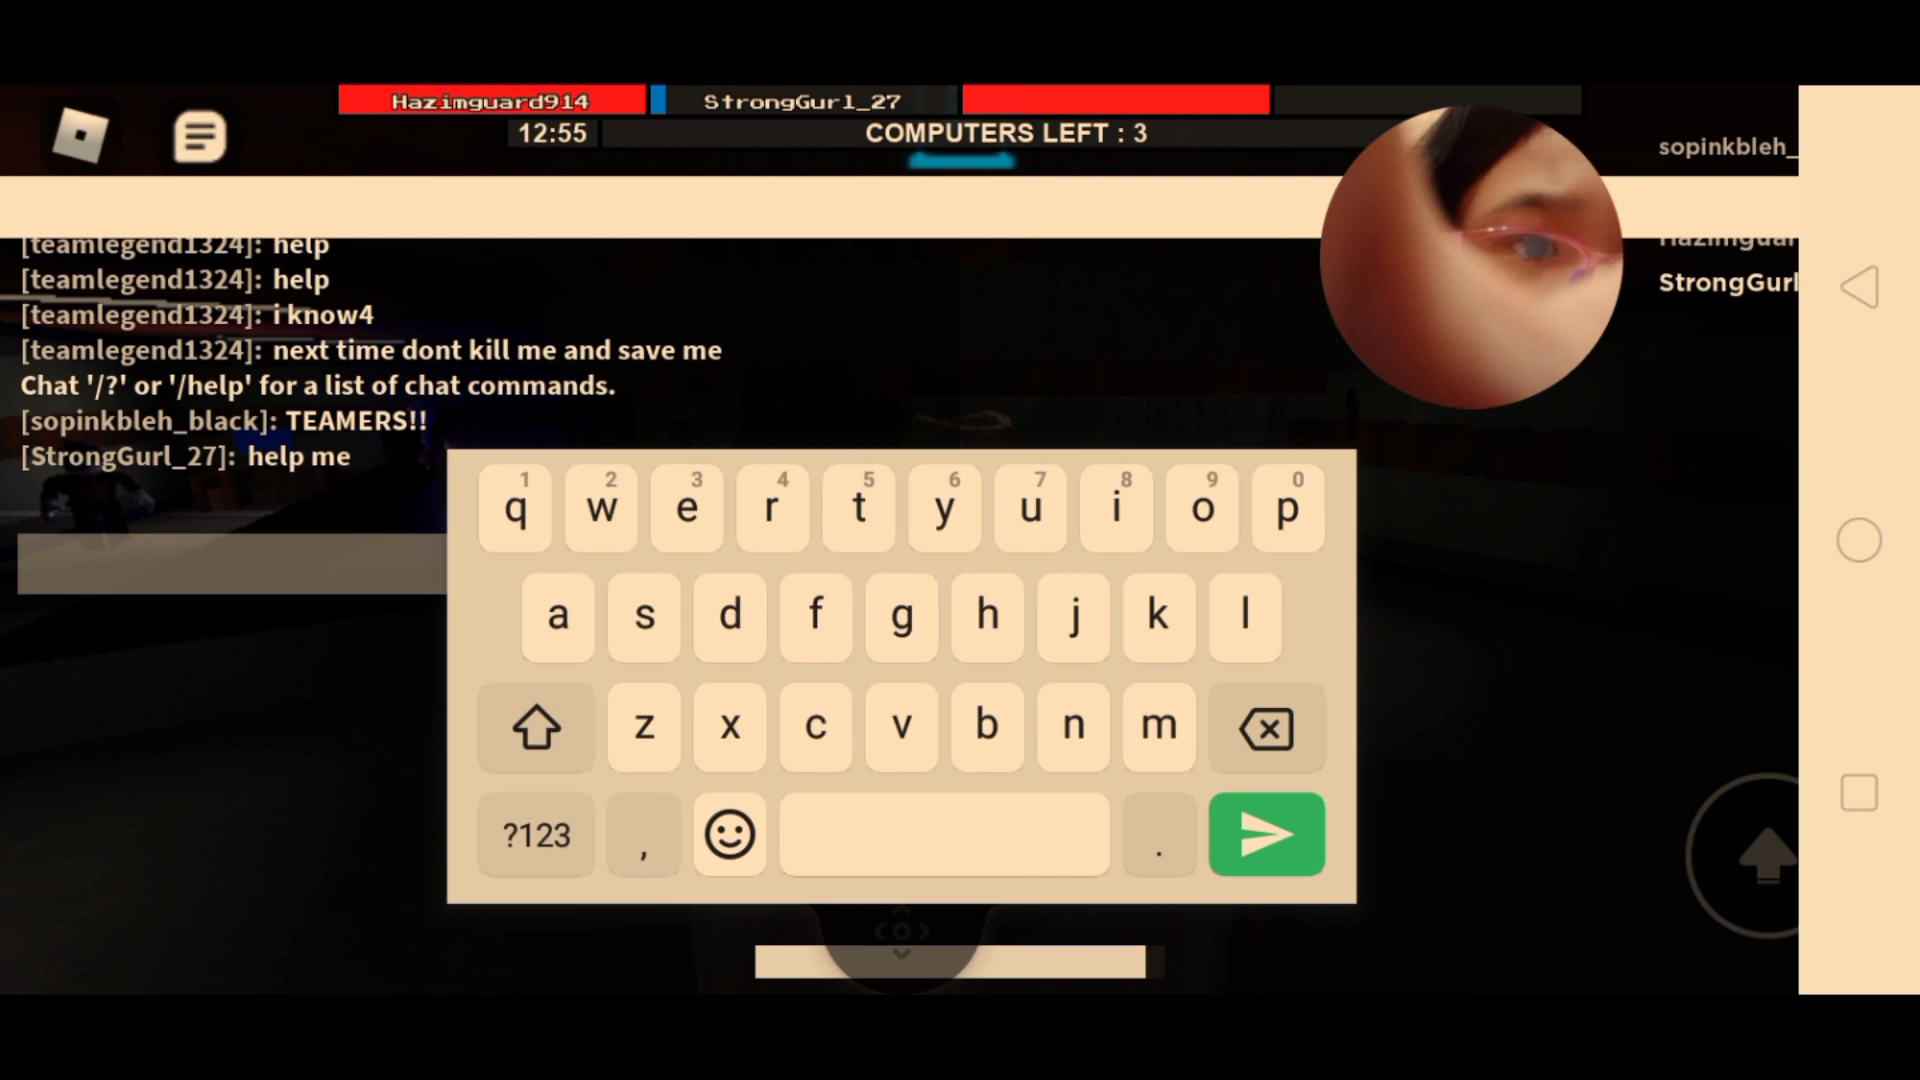 Hazimguard914
StrongGurl_27
12:55
COMPUTERS LEFT : 3
sopinkbleh_
[teamlegend1324]: help
[teamlegend1324]: help
[teamlegend1324]: i know4
[teamlegend1324]: next time dont kill me and save me
Chat '/?' or '/help' for a list of chat commands.
[sopinkbleh_black]: TEAMERS!!
[StrongGurl_27]: help me
Hazimguar
StrongGurl
1 2 3 4 5 6 7 8 9 0
q w e r t y u i o p
a s d f g h j k l
z x c v b n m
?123 , .